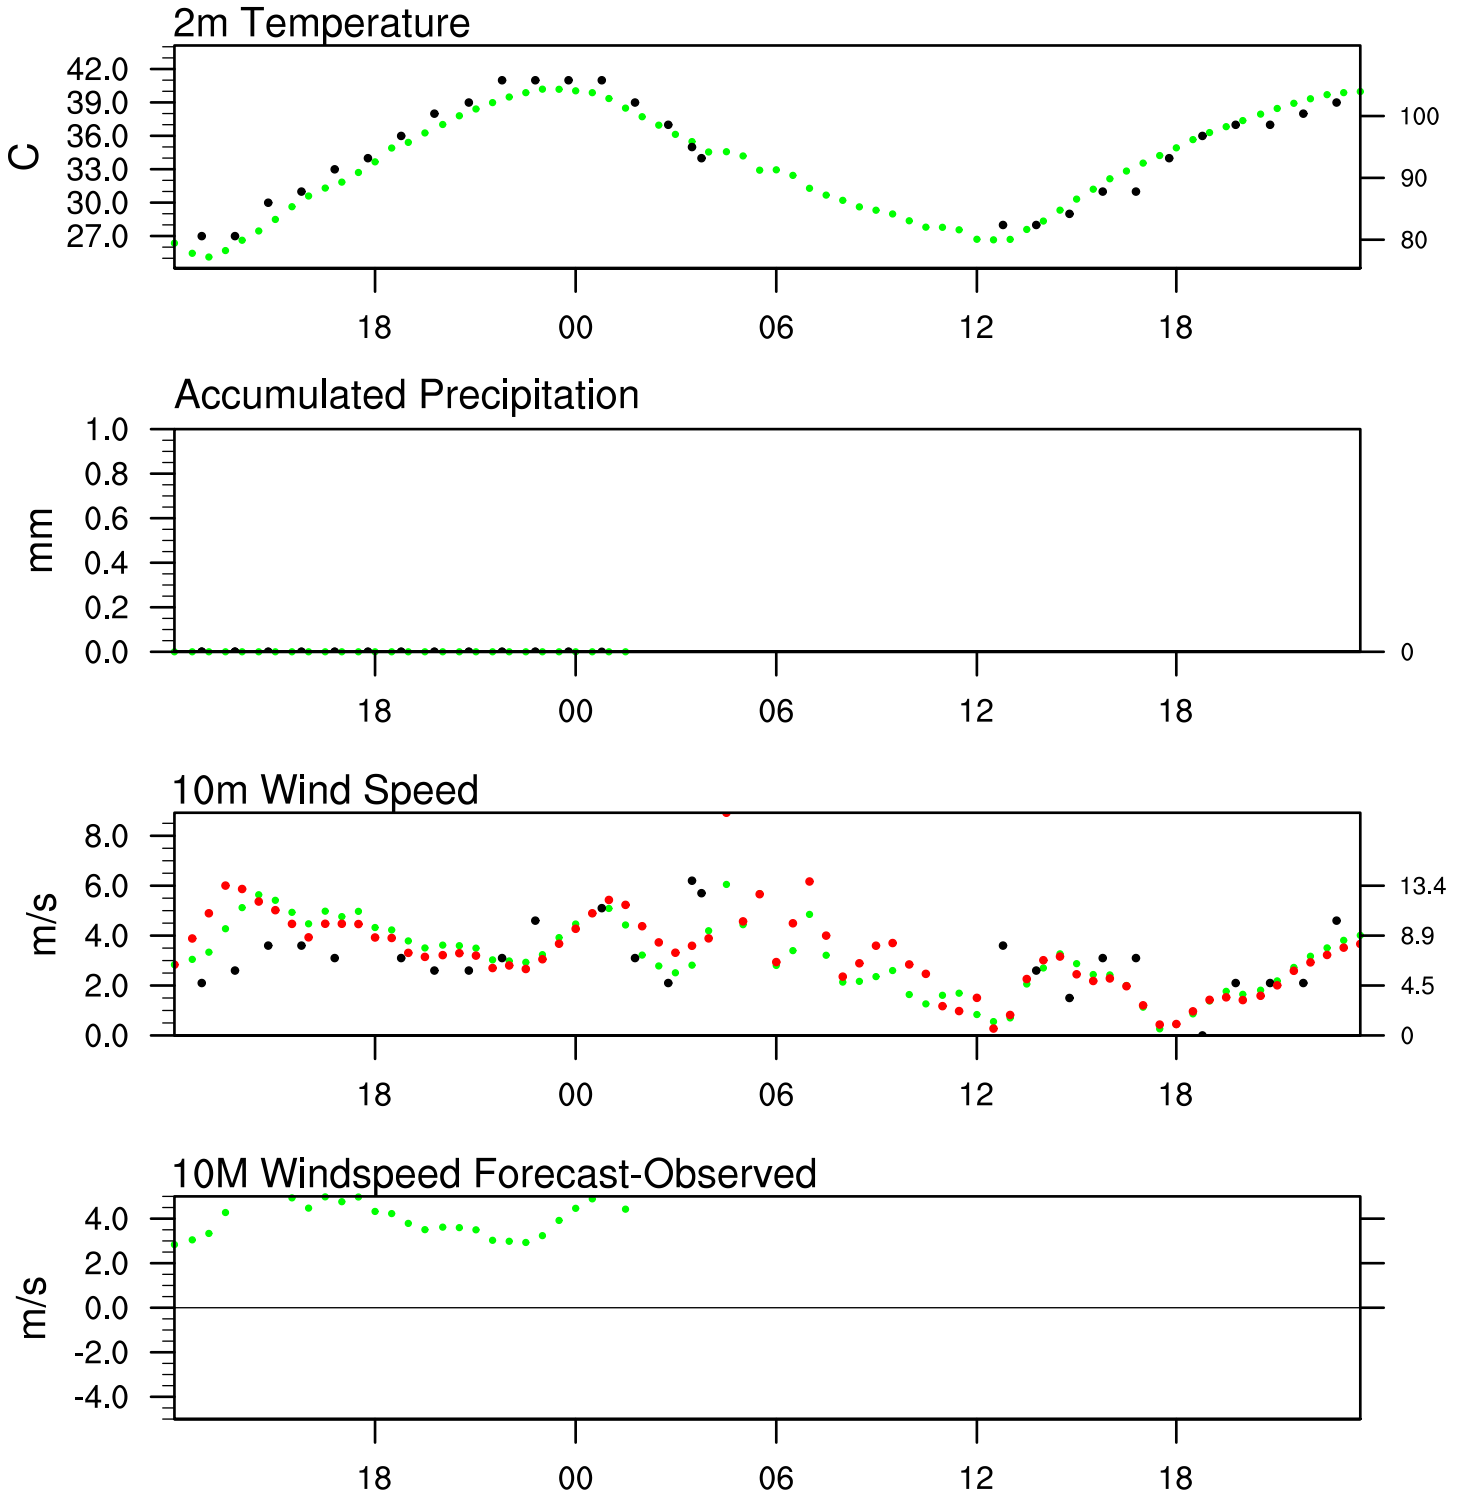 2m Temperature
42.0
39.0
36.0
33.0
30.0
27.0
C
100
90
80
18 00 06 12 18
Accumulated Precipitation
1.0
0.8
0.6
0.4
0.2
0.0
mm
0
18 00 06 12 18
10m Wind Speed
8.0
6.0
4.0
2.0
0.0
m/s
13.4
8.9
4.5
0
18 00 06 12 18
10M Windspeed Forecast-Observed
4.0
2.0
0.0
-2.0
-4.0
m/s
18 00 06 12 18